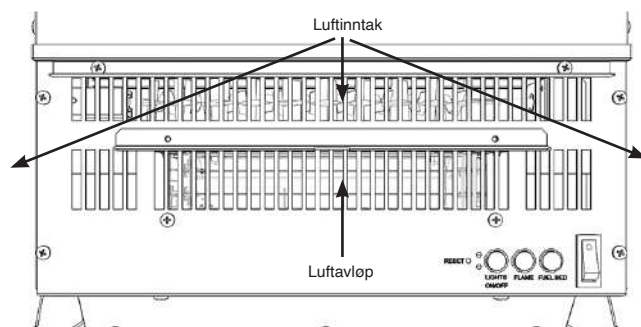 Luftinntak
Luftavløp
RESET
LIGHTS FLAME FUEL BED
ON/OFF